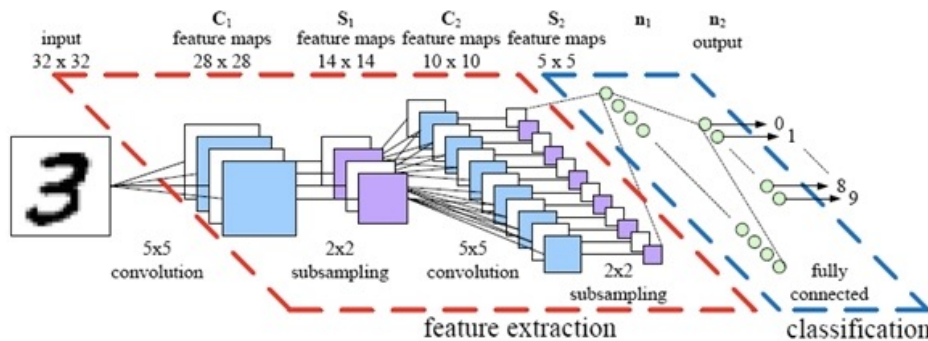 input
32 x 32
C₁
feature maps
28 x 28
S₁
feature maps
14 x 14
C₂
feature maps
10 x 10
S₂
feature maps
5 x 5
n₁
n₂
output
3
0
1
8
9
5x5
convolution
2x2
subsampling
5x5
convolution
2x2
subsampling
fully
connected
feature extraction
classification